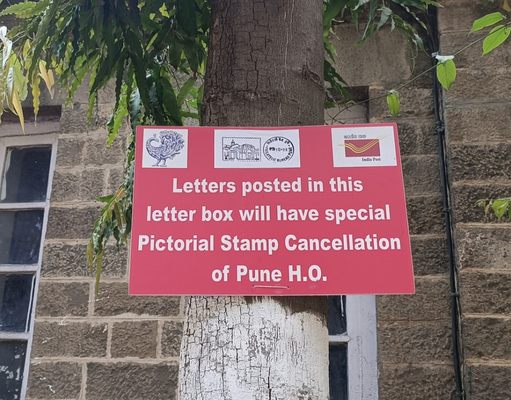 India Post
Letters posted in this
letter box will have special
Pictorial Stamp Cancellation
of Pune H.O.